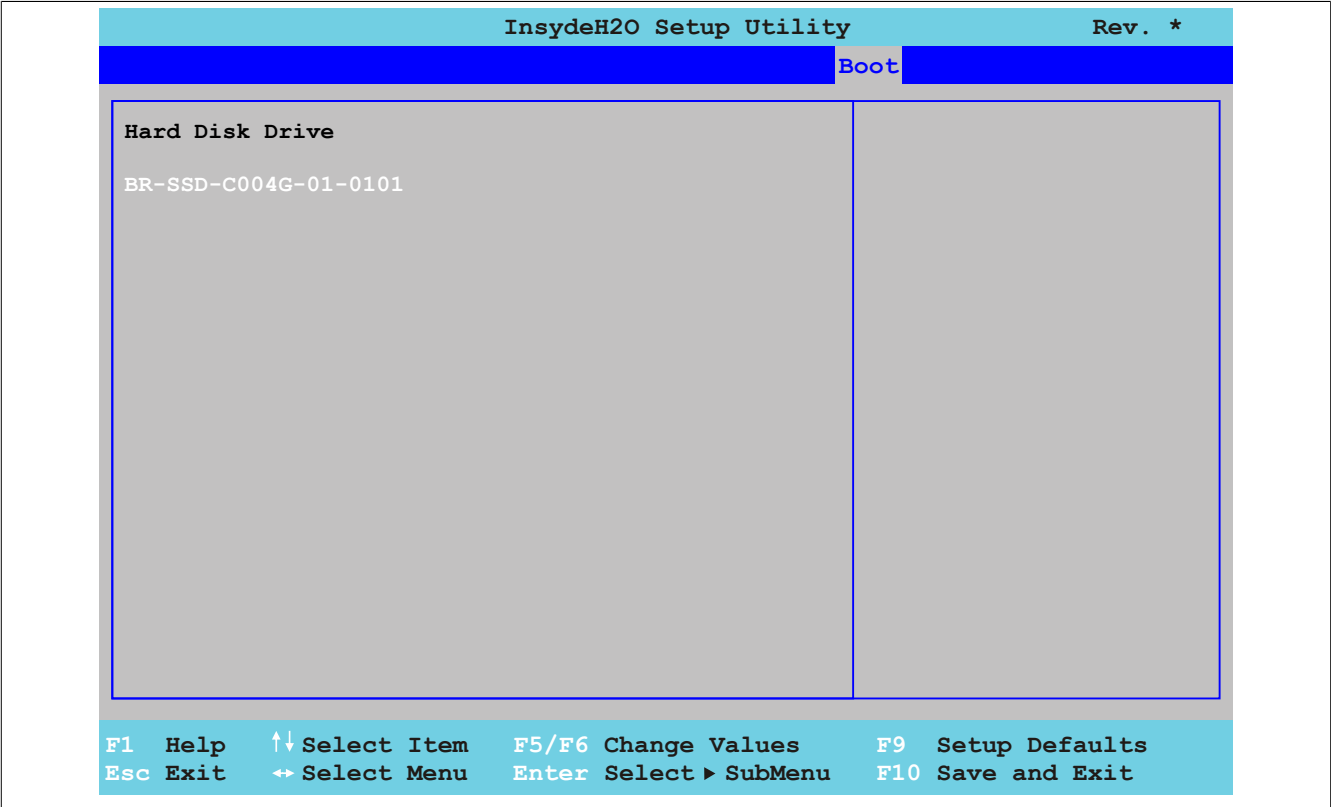 InsydeH2O Setup Utility Rev. *
Boot
Hard Disk Drive
BR-SSD-C004G-01-0101
F1 Help ↑↓ Select Item F5/F6 Change Values F9 Setup Defaults
Esc Exit ↔ Select Menu Enter Select ▶ SubMenu F10 Save and Exit